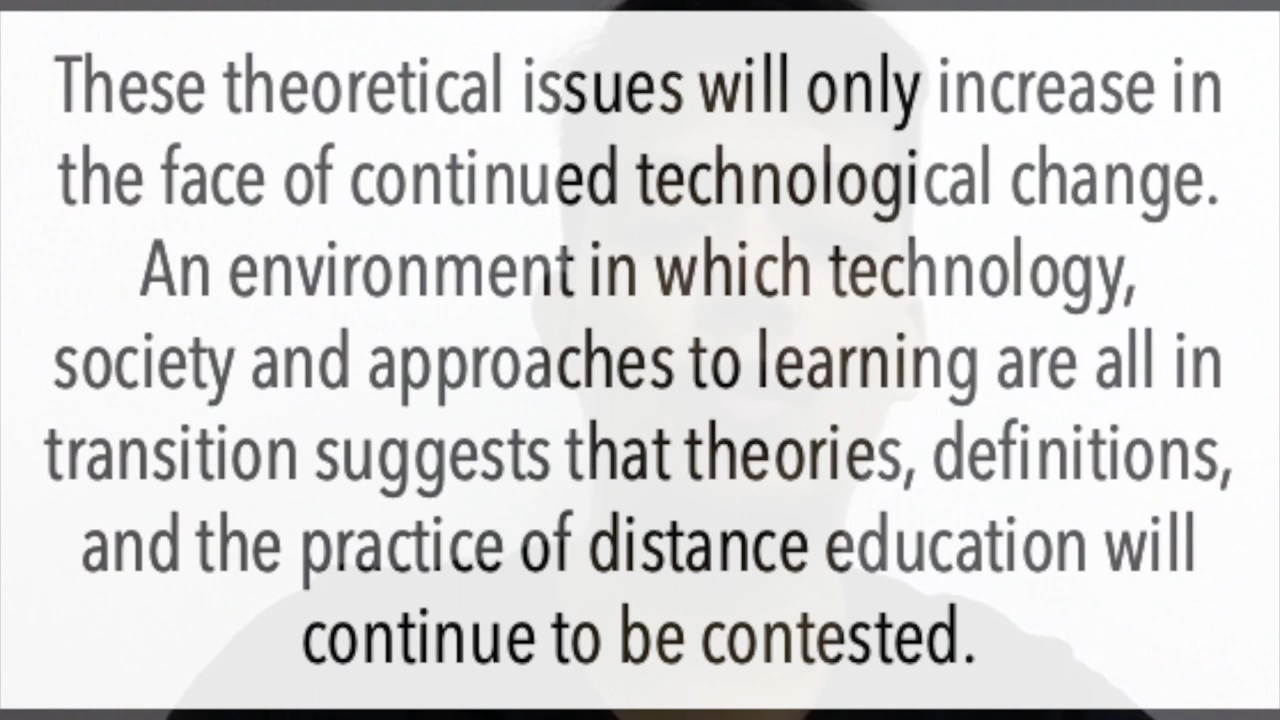 These theoretical issues will only increase in
the face of continued technological change.
An environment in which technology,
society and approaches to learning are all in
transition suggests that theories, definitions,
and the practice of distance education will
continue to be contested.